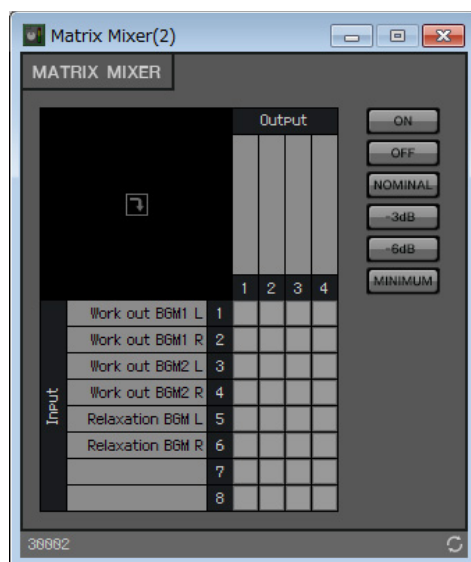 Matrix Mixer(2)
MATRIX MIXER
Output
ON
OFF
NOMINAL
-3dB
-6dB
MINIMUM
1 2 3 4
Input
Work out BGM1 L 1
Work out BGM1 R 2
Work out BGM2 L 3
Work out BGM2 R 4
Relaxation BGM L 5
Relaxation BGM R 6
7
8
30002